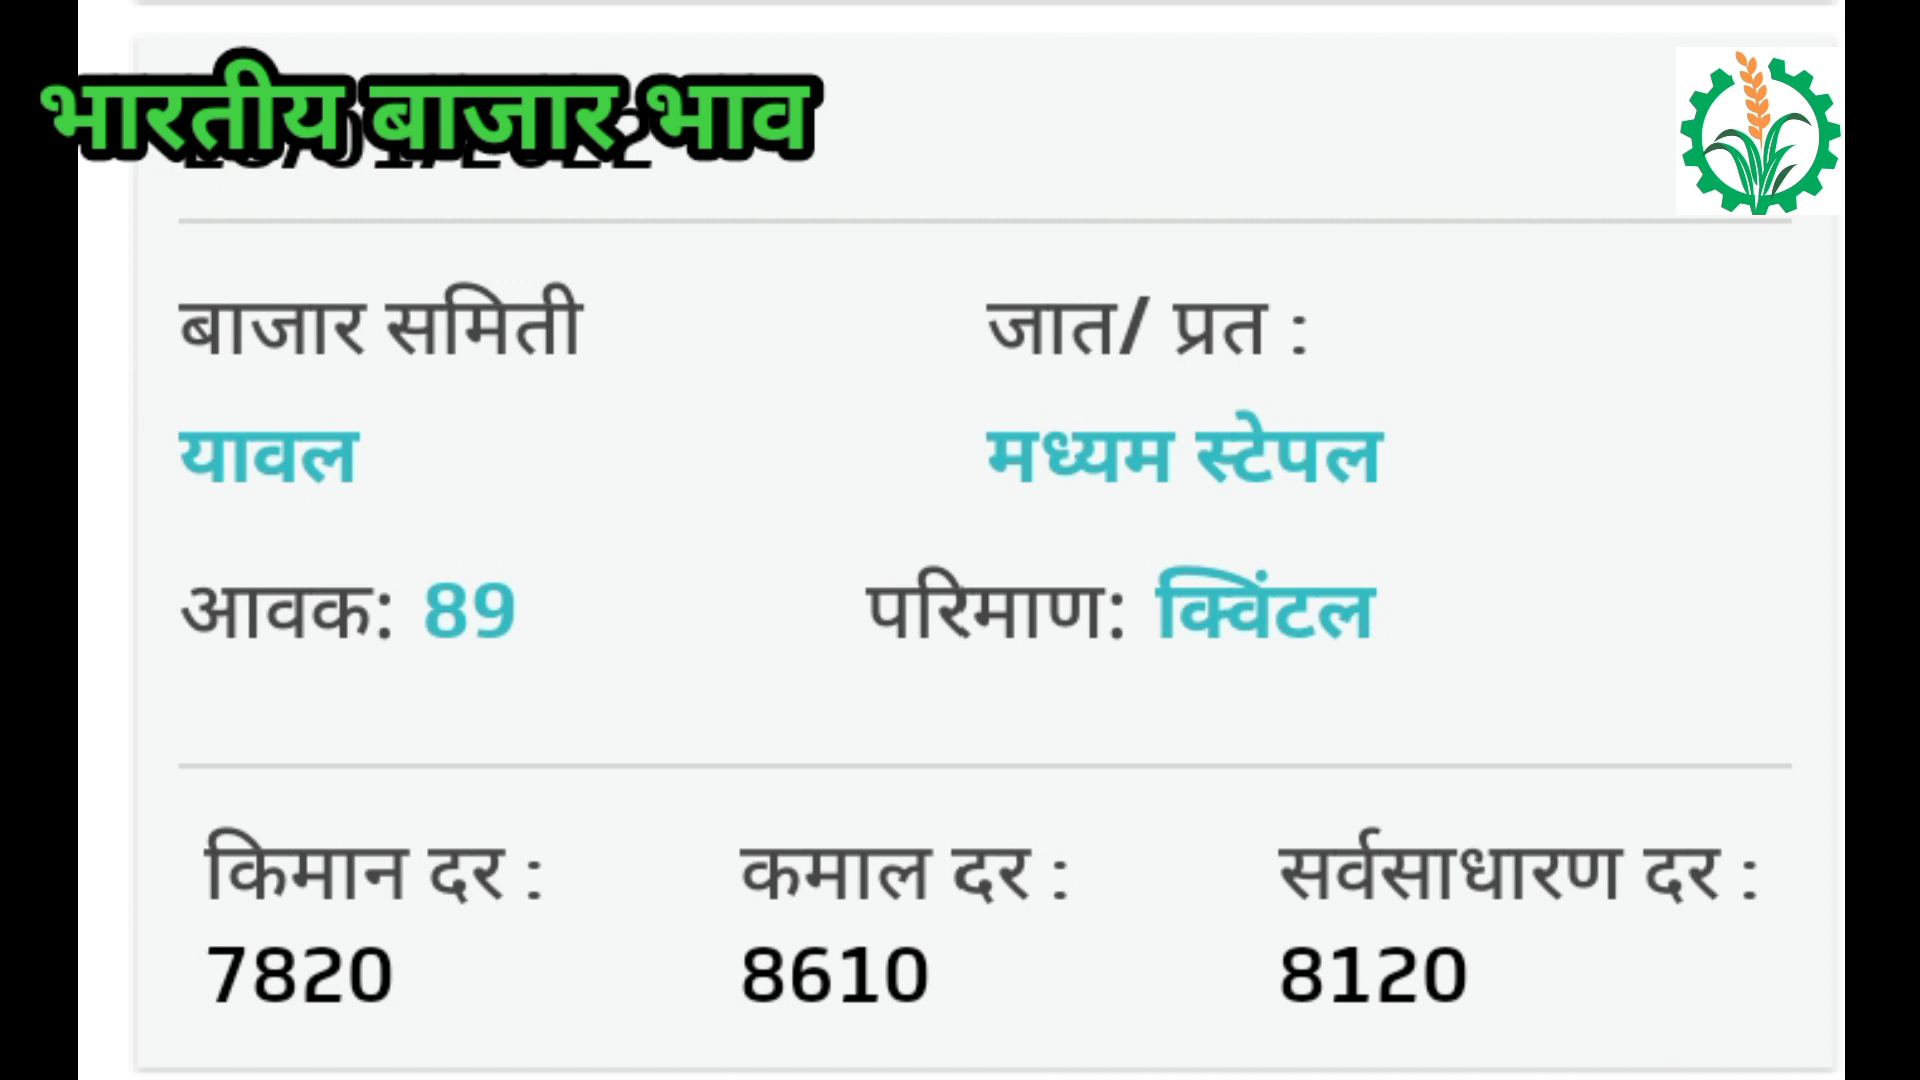 भारतीय बाजार भाव
बाजार समिती
जात/ प्रत :
यावल
मध्यम स्टेपल
आवक: 89
परिमाण: क्विंटल
किमान दर :
कमाल दर :
सर्वसाधारण दर :
7820
8610
8120